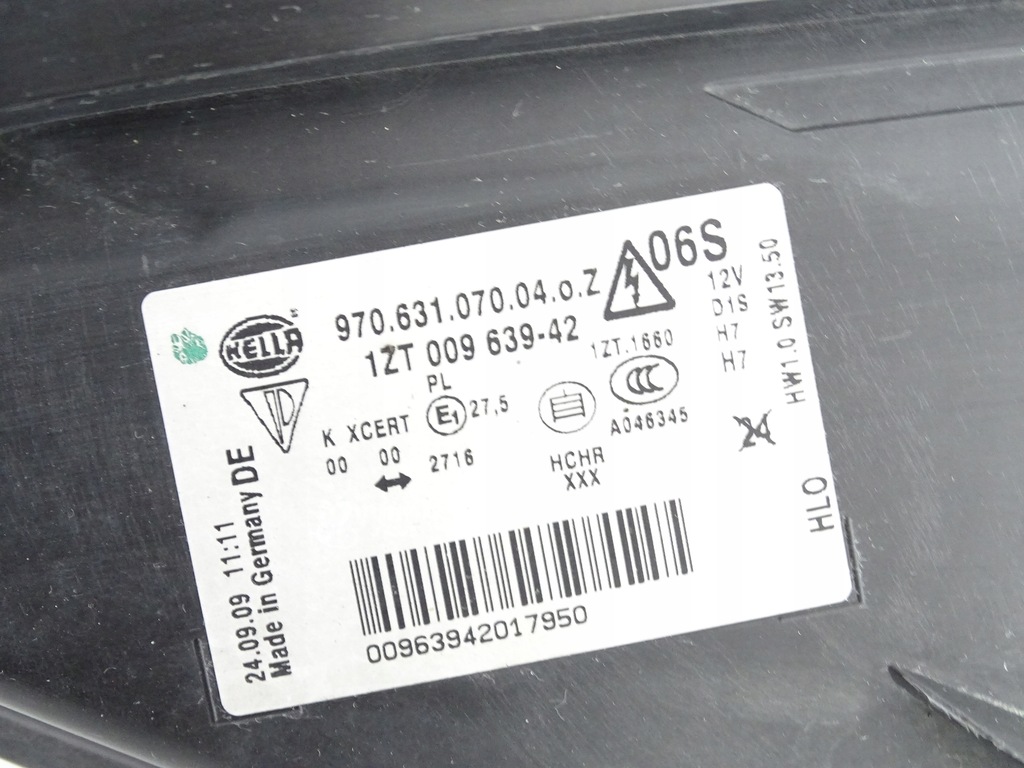 HELLA
970.631.070.04.o.Z
06S
1ZT 009 639-42
1ZT.1660
12V
D1S
H7
H7
HW1.0 SW13.50
PL
K XCERT
E1
27,5
CCC
A046345
00
00
2716
HCHR
XXX
24
HLO
24.09.09 11:11
Made in Germany DE
00963942017950